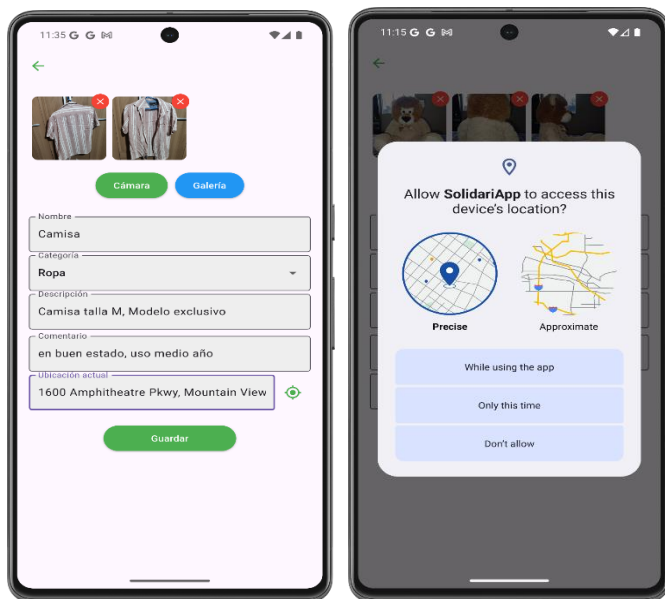 11:35 G G
Cámara
Galería
Nombre
Camisa
Categoría
Ropa
Descripción
Camisa talla M, Modelo exclusivo
Comentario
en buen estado, uso medio año
Ubicación actual
1600 Amphitheatre Pkwy, Mountain View
Guardar
11:15 G G
Allow SolidariApp to access this
device's location?
Precise
Approximate
While using the app
Only this time
Don't allow